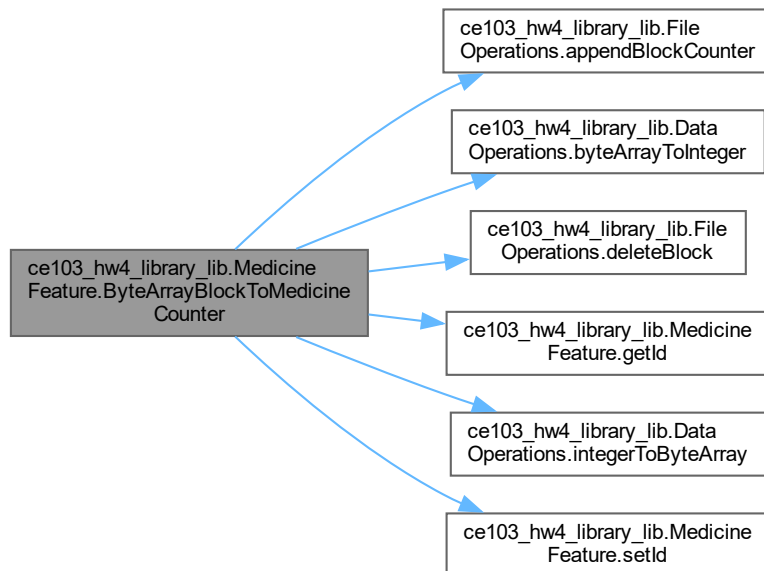 ce103_hw4_library_lib.File
Operations.appendBlockCounter
ce103_hw4_library_lib.Data
Operations.byteArrayToInteger
ce103_hw4_library_lib.File
Operations.deleteBlock
ce103_hw4_library_lib.Medicine
Feature.ByteArrayBlockToMedicine
Counter
ce103_hw4_library_lib.Medicine
Feature.getId
ce103_hw4_library_lib.Data
Operations.integerToByteArray
ce103_hw4_library_lib.Medicine
Feature.setId